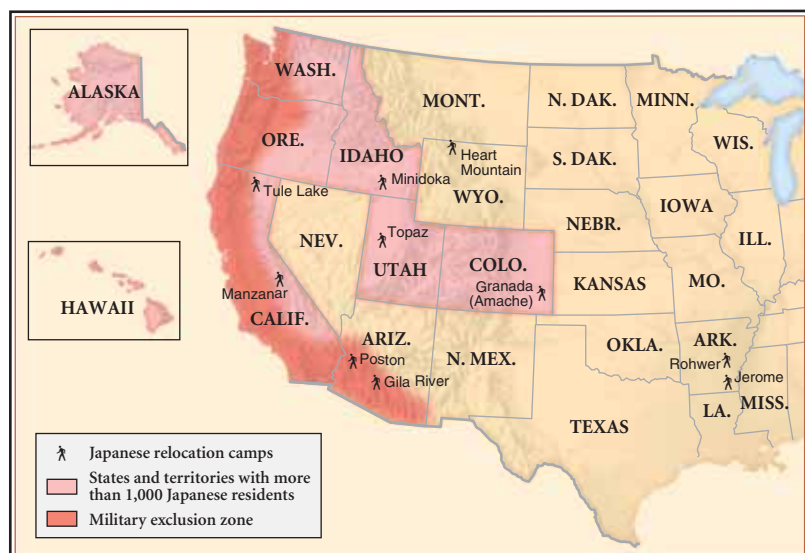 ALASKA
HAWAII
WASH.
ORE.
IDAHO
MONT.
N. DAK.
MINN.
S. DAK.
WIS.
Heart
Mountain
WYO.
Minidoka
Tule Lake
NEV.
Topaz
UTAH
COLO.
Granada
(Amache)
NEBR.
IOWA
ILL.
KANSAS
MO.
Manzanar
CALIF.
ARIZ.
Poston
Gila River
N. MEX.
OKLA.
ARK.
Rohwer
Jerome
TEXAS
LA.
MISS.
Japanese relocation camps
States and territories with more
than 1,000 Japanese residents
Military exclusion zone